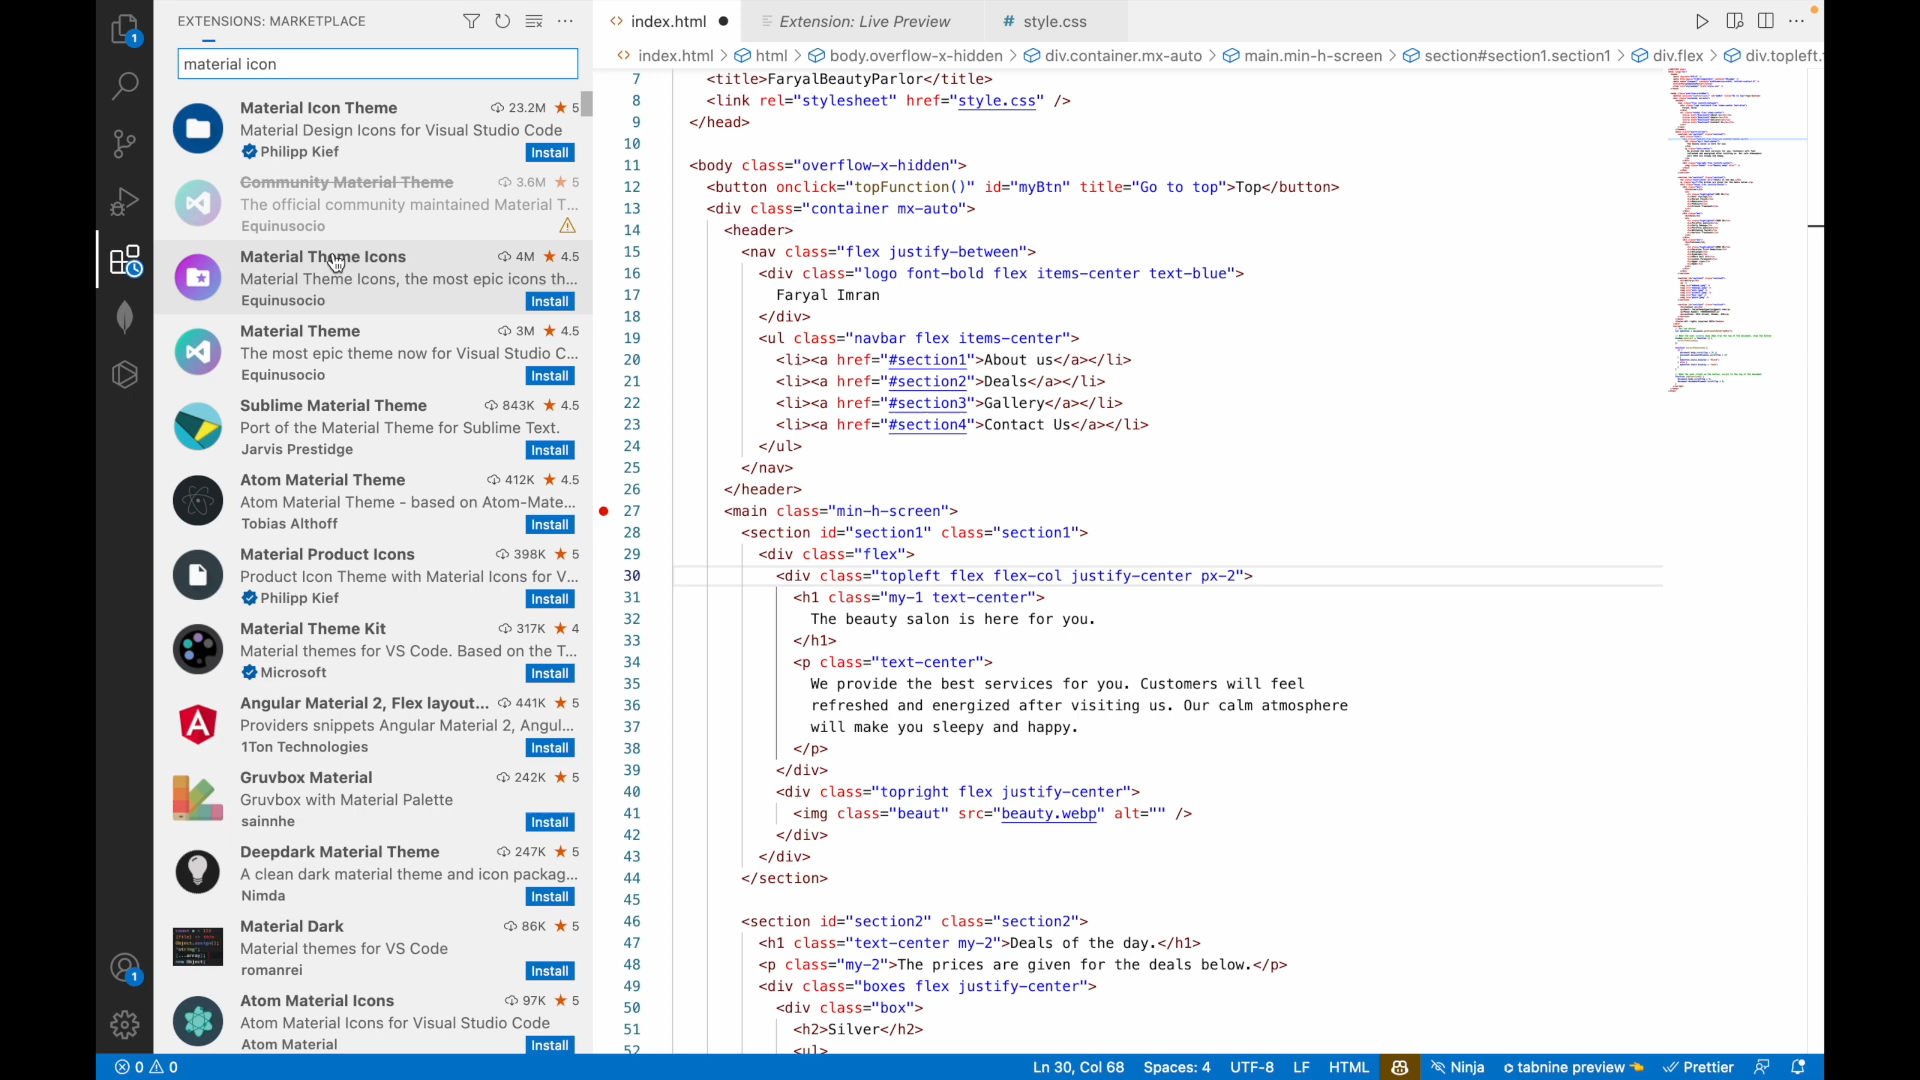 EXTENSIONS: MARKETPLACE
material icon
Material Icon Theme 23.2M ★ 5
Material Design Icons for Visual Studio Code
Philipp Kief Install
Community Material Theme 3.6M ★ 5
The official community maintained Material T...
Equinusocio
Material Theme Icons 4M ★ 4.5
Material Theme Icons, the most epic icons th...
Equinusocio Install
Material Theme 3M ★ 4.5
The most epic theme now for Visual Studio C...
Equinusocio Install
Sublime Material Theme 843K ★ 4.5
Port of the Material Theme for Sublime Text.
Jarvis Prestidge Install
Atom Material Theme 412K ★ 4.5
Atom Material Theme - based on Atom-Mate...
Tobias Althoff Install
Material Product Icons 398K ★ 5
Product Icon Theme with Material Icons for V...
Philipp Kief Install
Material Theme Kit 317K ★ 4
Material themes for VS Code. Based on the T...
Microsoft Install
Angular Material 2, Flex layout... 441K ★ 5
Providers snippets Angular Material 2, Angul...
1Ton Technologies Install
Gruvbox Material 242K ★ 5
Gruvbox with Material Palette
sainnhe Install
Deepdark Material Theme 247K ★ 5
A clean dark material theme and icon packag...
Nimda Install
Material Dark 86K ★ 5
Material themes for VS Code
romanrei Install
Atom Material Icons 97K ★ 5
Atom Material Icons for Visual Studio Code
Atom Material Install
1
1
index.html ● Extension: Live Preview # style.css
index.html > html > body.overflow-x-hidden > div.container.mx-auto > main.min-h-screen > section#section1.section1 > div.flex > div.topleft.
7 <title>FaryalBeautyParlor</title>
8 <link rel="stylesheet" href="style.css" />
9 </head>
10
11 <body class="overflow-x-hidden">
12 <button onclick="topFunction()" id="myBtn" title="Go to top">Top</button>
13 <div class="container mx-auto">
14 <header>
15 <nav class="flex justify-between">
16 <div class="logo font-bold flex items-center text-blue">
17 Faryal Imran
18 </div>
19 <ul class="navbar flex items-center">
20 <li><a href="#section1">About us</a></li>
21 <li><a href="#section2">Deals</a></li>
22 <li><a href="#section3">Gallery</a></li>
23 <li><a href="#section4">Contact Us</a></li>
24 </ul>
25 </nav>
26 </header>
27 <main class="min-h-screen">
28 <section id="section1" class="section1">
29 <div class="flex">
30 <div class="topleft flex flex-col justify-center px-2">
31 <h1 class="my-1 text-center">
32 The beauty salon is here for you.
33 </h1>
34 <p class="text-center">
35 We provide the best services for you. Customers will feel
36 refreshed and energized after visiting us. Our calm atmosphere
37 will make you sleepy and happy.
38 </p>
39 </div>
40 <div class="topright flex justify-center">
41 <img class="beaut" src="beauty.webp" alt="" />
42 </div>
43 </div>
44 </section>
45
46 <section id="section2" class="section2">
47 <h1 class="text-center my-2">Deals of the day.</h1>
48 <p class="my-2">The prices are given for the deals below.</p>
49 <div class="boxes flex justify-center">
50 <div class="box">
51 <h2>Silver</h2>
52 <ul>
0 0 Ln 30, Col 68 Spaces: 4 UTF-8 LF HTML Ninja tabnine preview Prettier